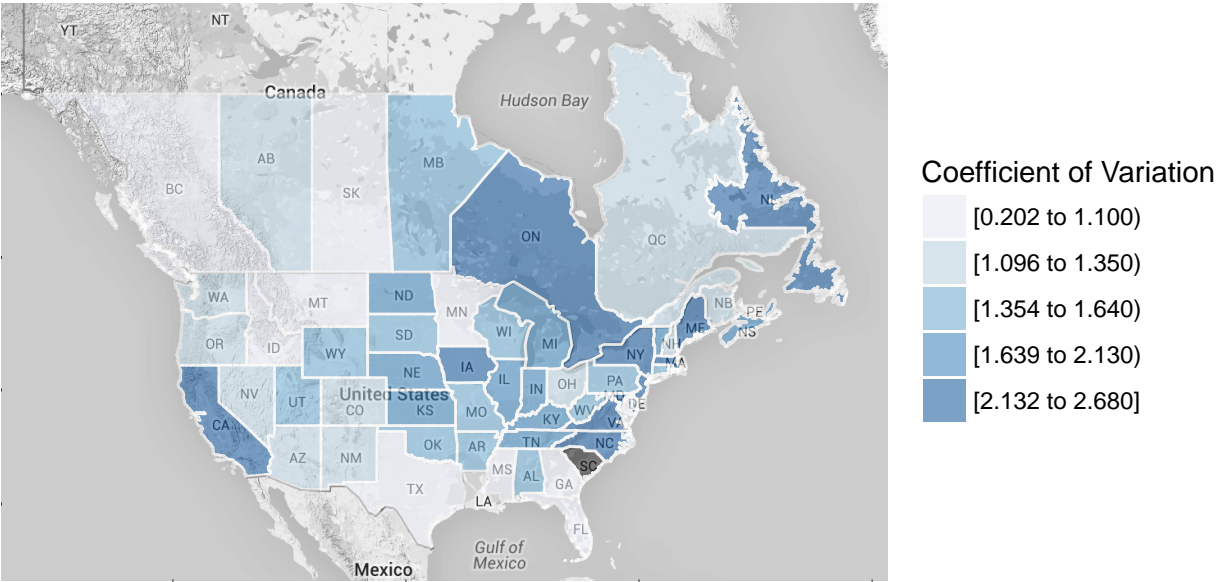 YT
NT
Canada
Hudson Bay
BC
AB
SK
MB
ON
QC
NL
NB
PE
NS
WA
MT
ND
MN
OR
ID
WY
SD
WI
MI
NH
ME
NY
MA
NV
UT
CO
NE
IA
IL
IN
OH
PA
MD
DE
United States
KS
MO
KY
WV
VA
CA
AZ
NM
OK
AR
TN
NC
SC
TX
LA
MS
AL
GA
FL
Gulf of
Mexico
Mexico
Coefficient of Variation
[0.202 to 1.100)
[1.096 to 1.350)
[1.354 to 1.640)
[1.639 to 2.130)
[2.132 to 2.680]